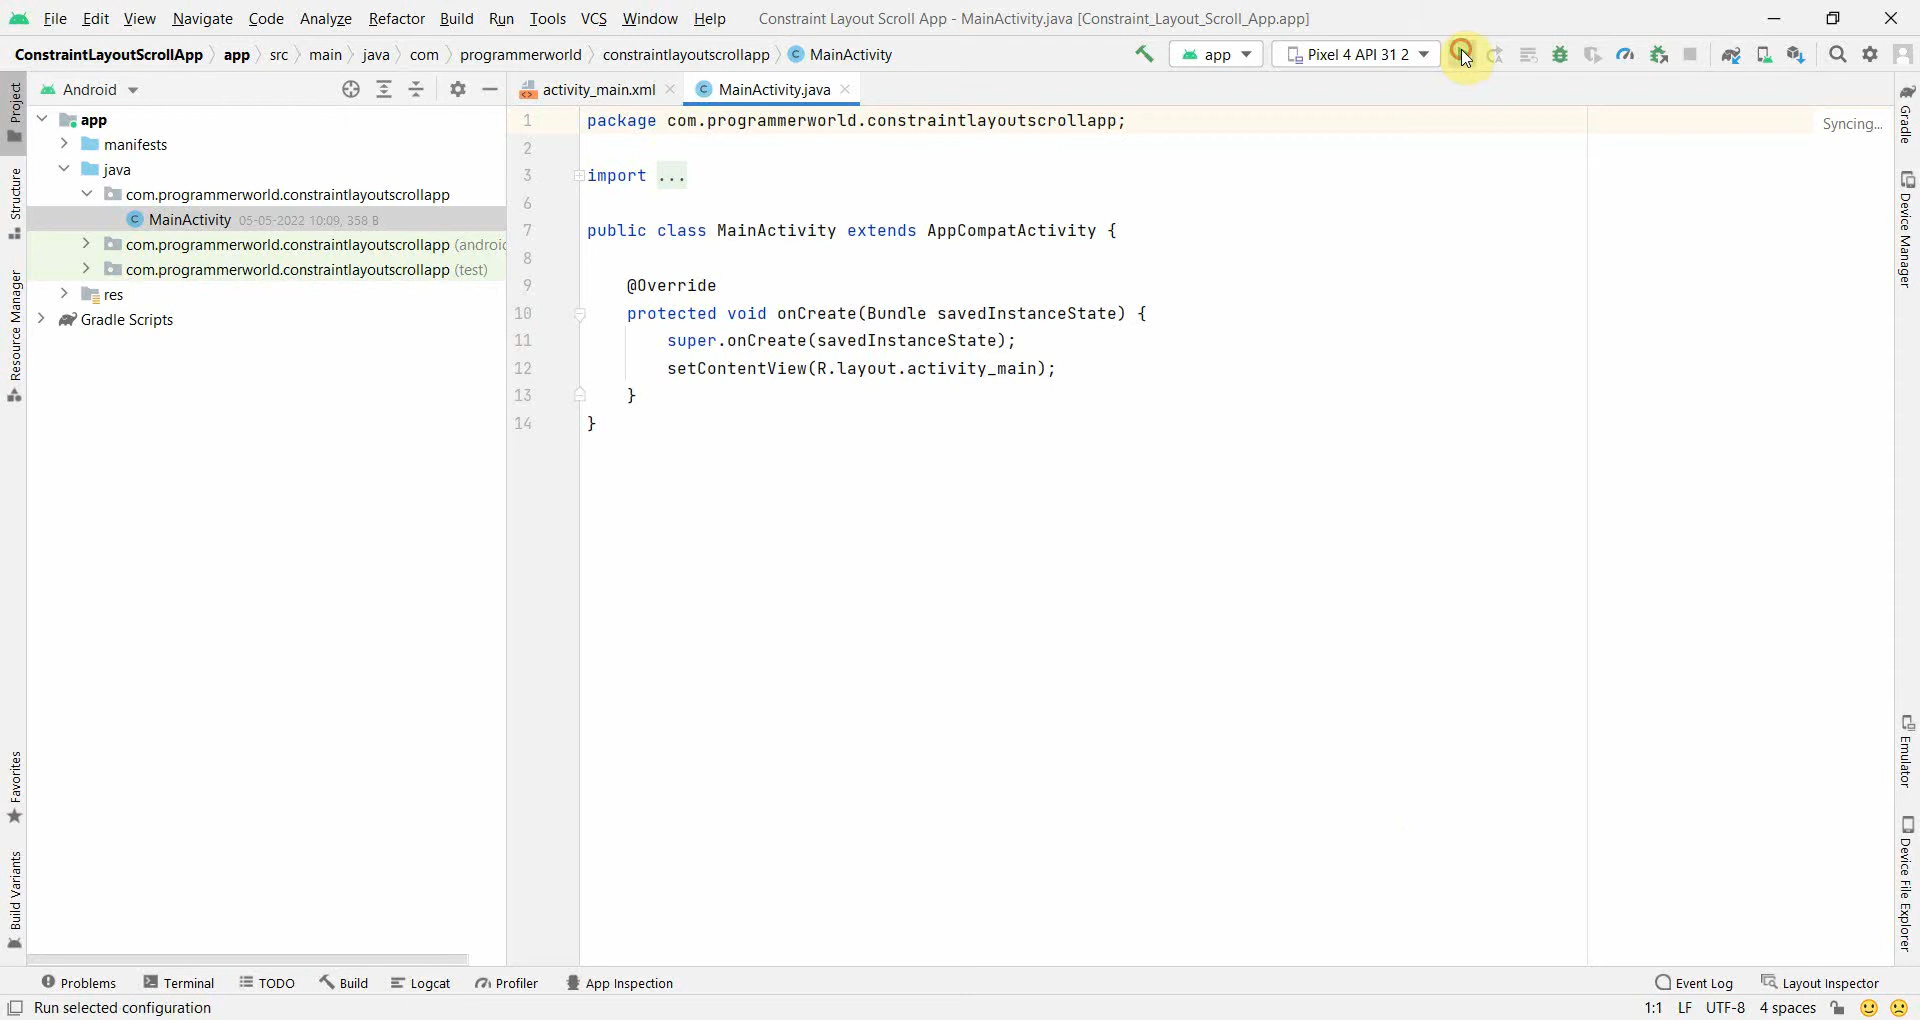 File Edit View Navigate Code Analyze Refactor Build Run Tools VCS Window Help Constraint Layout Scroll App - MainActivity.java [Constraint_Layout_Scroll_App.app]
ConstraintLayoutScrollApp app src main java com programmerworld constraintlayoutscrollapp C MainActivity app Pixel 4 API 31 2
Project Android activity_main.xml C MainActivity.java Gradle
app
manifests
java
com.programmerworld.constraintlayoutscrollapp
C MainActivity 05-05-2022 10:09, 358 B
com.programmerworld.constraintlayoutscrollapp (androi
com.programmerworld.constraintlayoutscrollapp (test)
res
Gradle Scripts
1 package com.programmerworld.constraintlayoutscrollapp; Syncing...
2
3 import ...
6
7 public class MainActivity extends AppCompatActivity {
8
9 @Override
10 protected void onCreate(Bundle savedInstanceState) {
11 super.onCreate(savedInstanceState);
12 setContentView(R.layout.activity_main);
13 }
14 }
Structure
Resource Manager
Favorites
Build Variants
Device Manager
Emulator
Device File Explorer
Problems Terminal TODO Build Logcat Profiler App Inspection Event Log Layout Inspector
Run selected configuration 1:1 LF UTF-8 4 spaces